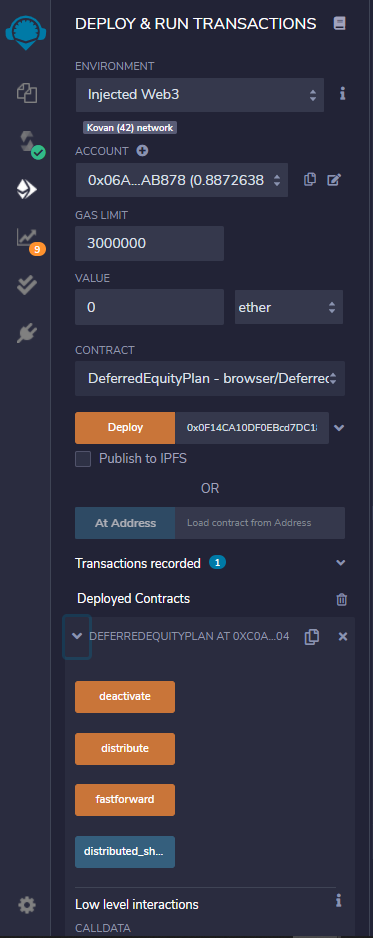 DEPLOY & RUN TRANSACTIONS
ENVIRONMENT
Injected Web3
Kovan (42) network
ACCOUNT
0x06A...AB878 (0.8872638
GAS LIMIT
3000000
VALUE
0 ether
CONTRACT
DeferredEquityPlan - browser/Deferred
Deploy 0x0F14CA10DF0EBcd7DC18
Publish to IPFS
OR
At Address Load contract from Address
Transactions recorded 1
9
Deployed Contracts
DEFERREDEQUITYPLAN AT 0XC0A...04
deactivate
distribute
fastforward
distributed_sh...
Low level interactions
CALLDATA